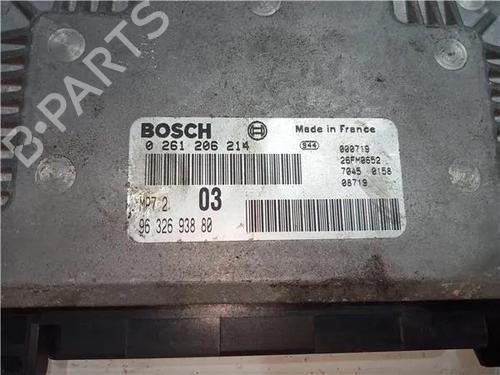 BOSCH
Made in France
0 261 206 214
944
000719
26FM0652
7045 0158
08719
MP7.2
03
96 326 938 80
B-PARTS